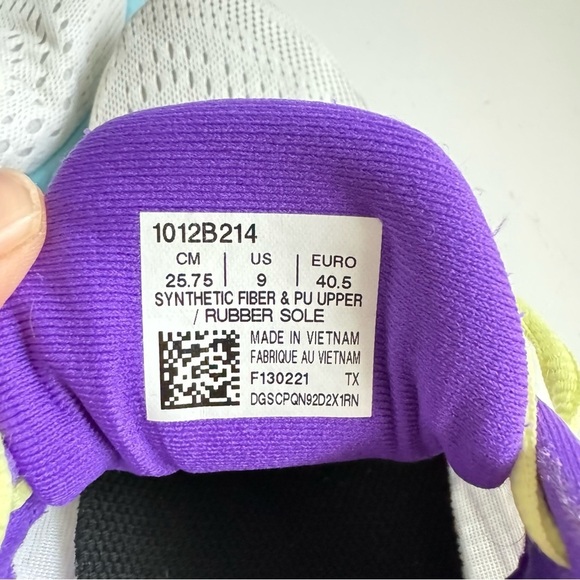 1012B214
CM | US | EURO
25.75 | 9 | 40.5
SYNTHETIC FIBER & PU UPPER
/ RUBBER SOLE
MADE IN VIETNAM
FABRIQUE AU VIETNAM
F130221 TX
DGSCPQN92D2X1RN